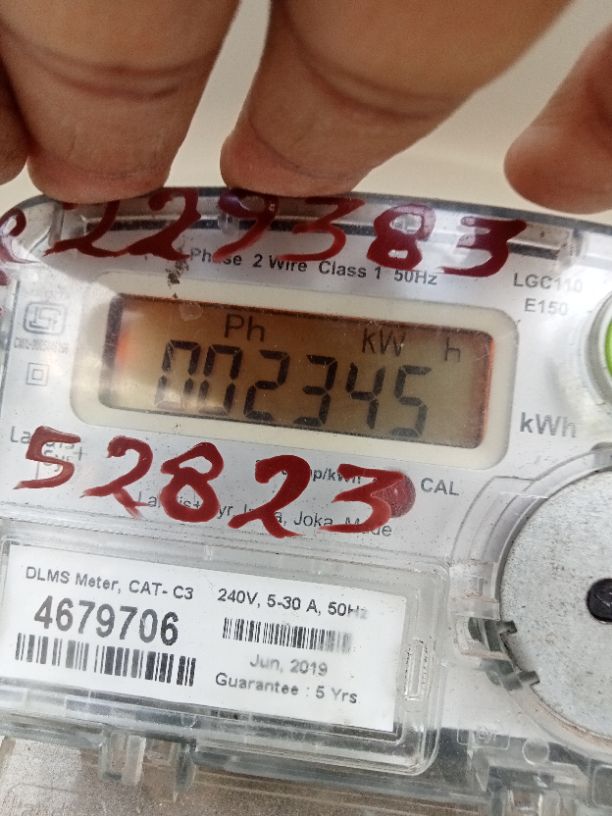 229383
Phase 2 Wire Class 1 50Hz
LGC110
E150
Ph kW h
002345
kWh
52823
CAL
Joka,
DLMS Meter, CAT- C3
4679706
240V, 5-30 A, 50Hz
Jun, 2019
Guarantee : 5 Yrs